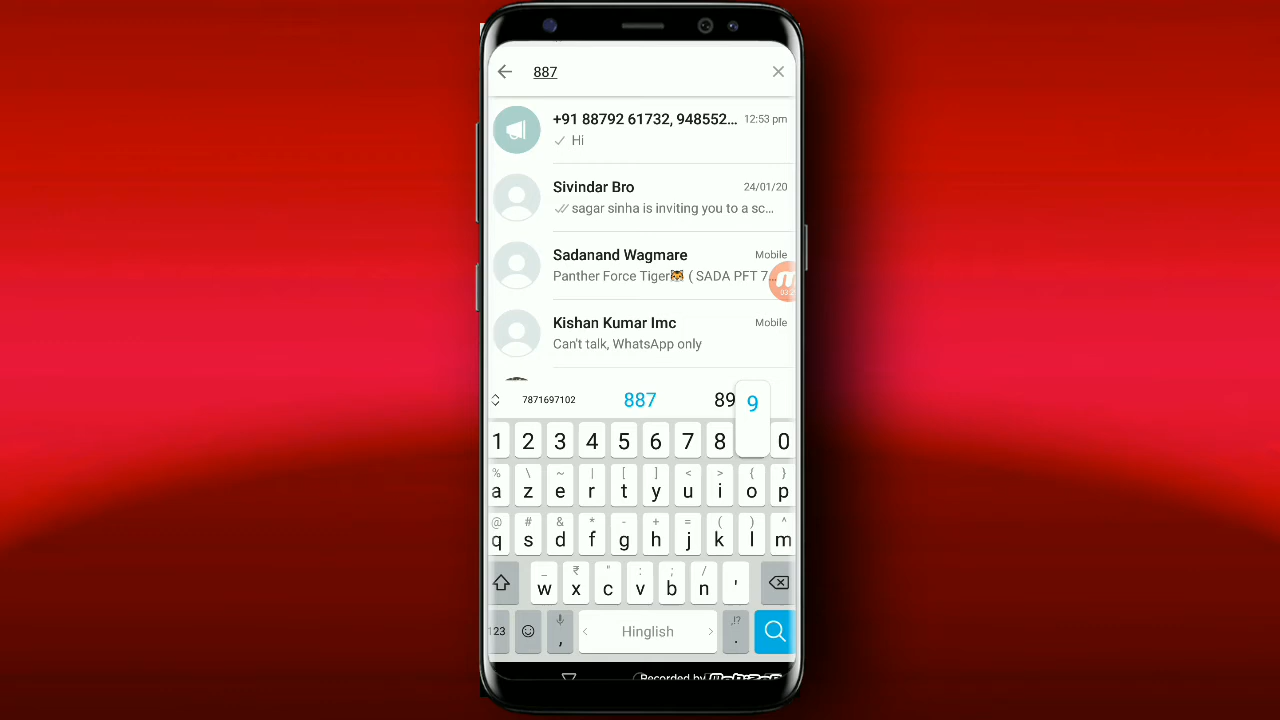 887
+91 88792 61732, 948552... 12:53 pm
Hi
Sivindar Bro 24/01/20
sagar sinha is inviting you to a sc...
Sadanand Wagmare Mobile
Panther Force Tiger🐯 ( SADA PFT 7...
Kishan Kumar Imc Mobile
Can't talk, WhatsApp only
7871697102 887 89
9
1 2 3 4 5 6 7 8 0
% \ ~ | [ ] < > { }
a z e r t y u i o p
@ # & * - + = ( ) ^
q s d f g h j k l m
_ ₹ " : ; /
w x c v b n '
,!?
123 , Hinglish .
Recorded by